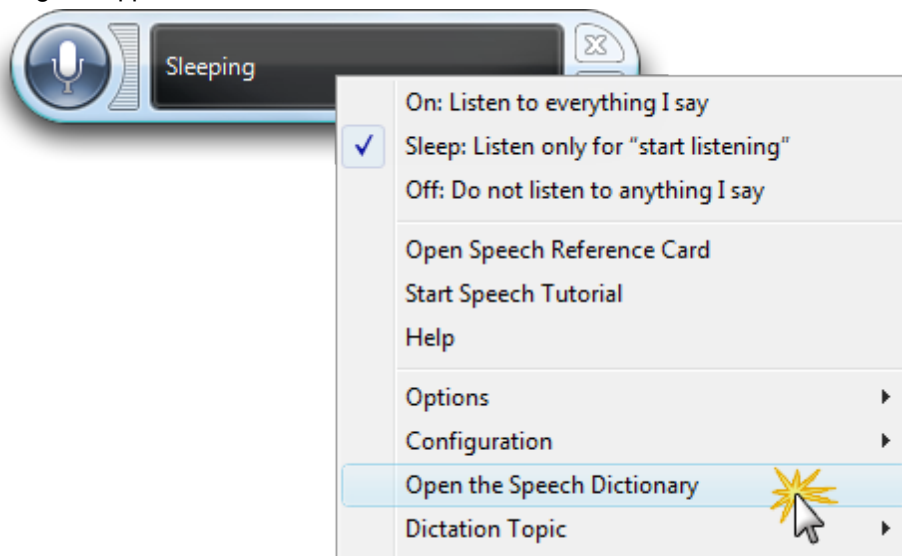 Sleeping
On: Listen to everything I say
Sleep: Listen only for “start listening”
Off: Do not listen to anything I say
Open Speech Reference Card
Start Speech Tutorial
Help
Options
Configuration
Open the Speech Dictionary
Dictation Topic